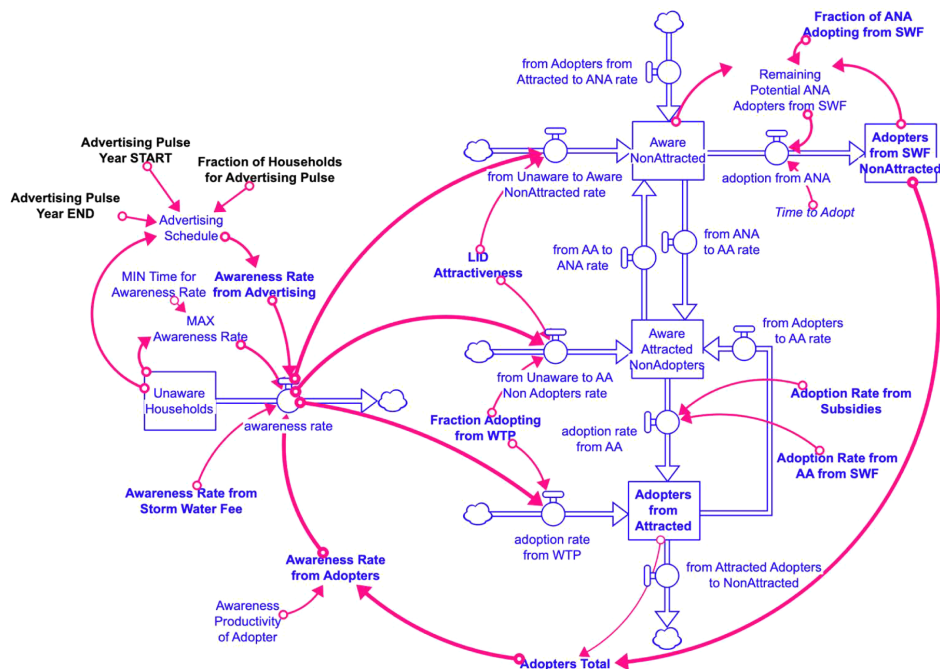 Fraction of ANA
Adopting from SWF
from Adopters from
Attracted to ANA rate
Remaining
Potential ANA
Adopters from SWF
Advertising Pulse
Year START
Fraction of Households
for Advertising Pulse
Aware
NonAttracted
Adopters
from SWF
NonAttracted
from Unaware to Aware
NonAttracted rate
adoption from ANA
Advertising Pulse
Year END
Advertising
Schedule
Time to Adopt
from AA to
ANA rate
from ANA
to AA rate
LID
Attractiveness
MIN Time for
Awareness Rate
Awareness Rate
from Advertising
MAX
Awareness Rate
Aware
Attracted
NonAdopters
from Adopters
to AA rate
from Unaware to AA
Non Adopters rate
Unaware
Households
awareness rate
Fraction Adopting
from WTP
adoption rate
from AA
Adoption Rate from
Subsidies
Adoption Rate from
AA from SWF
Awareness Rate from
Storm Water Fee
Adopters
from
Attracted
adoption rate
from WTP
Awareness Rate
from Adopters
from Attracted Adopters
to NonAttracted
Awareness
Productivity
of Adopter
Adopters Total